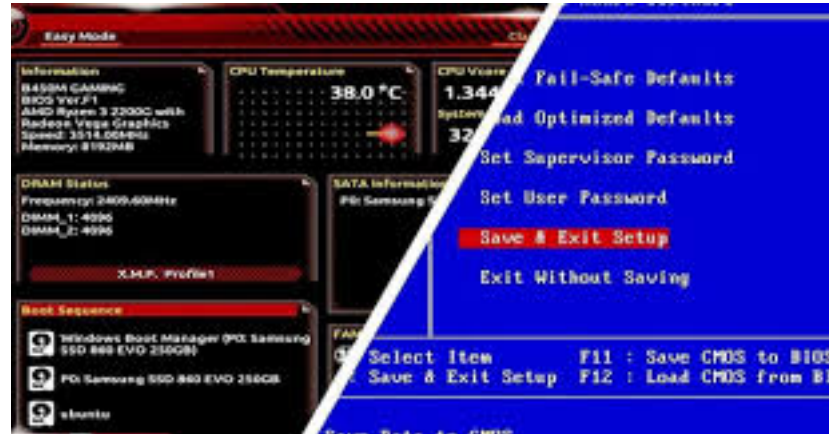 Easy Mode
Information
B450M GAMING
BIOS Ver.F1
AMD Ryzen 3 2200G with
Radeon Vega Graphics
Speed: 3514.00MHz
Memory: 8192MB
CPU Temperature
38.0 °C
CPU Vcore
1.344
DRAM Status
Frequency: 2409.60MHz
DIMM_1: 4096
DIMM_2: 4096
X.M.P. Profile1
SATA Information
P0: Samsung
Boot Sequence
Windows Boot Manager (P0: Samsung
SSD 860 EVO 250GB)
P0: Samsung SSD 860 EVO 250GB
ubuntu
Fail-Safe Defaults
Optimized Defaults
Set Supervisor Password
Set User Password
Save & Exit Setup
Exit Without Saving
Select Item F11 : Save CMOS to BIOS
Save & Exit Setup F12 : Load CMOS from